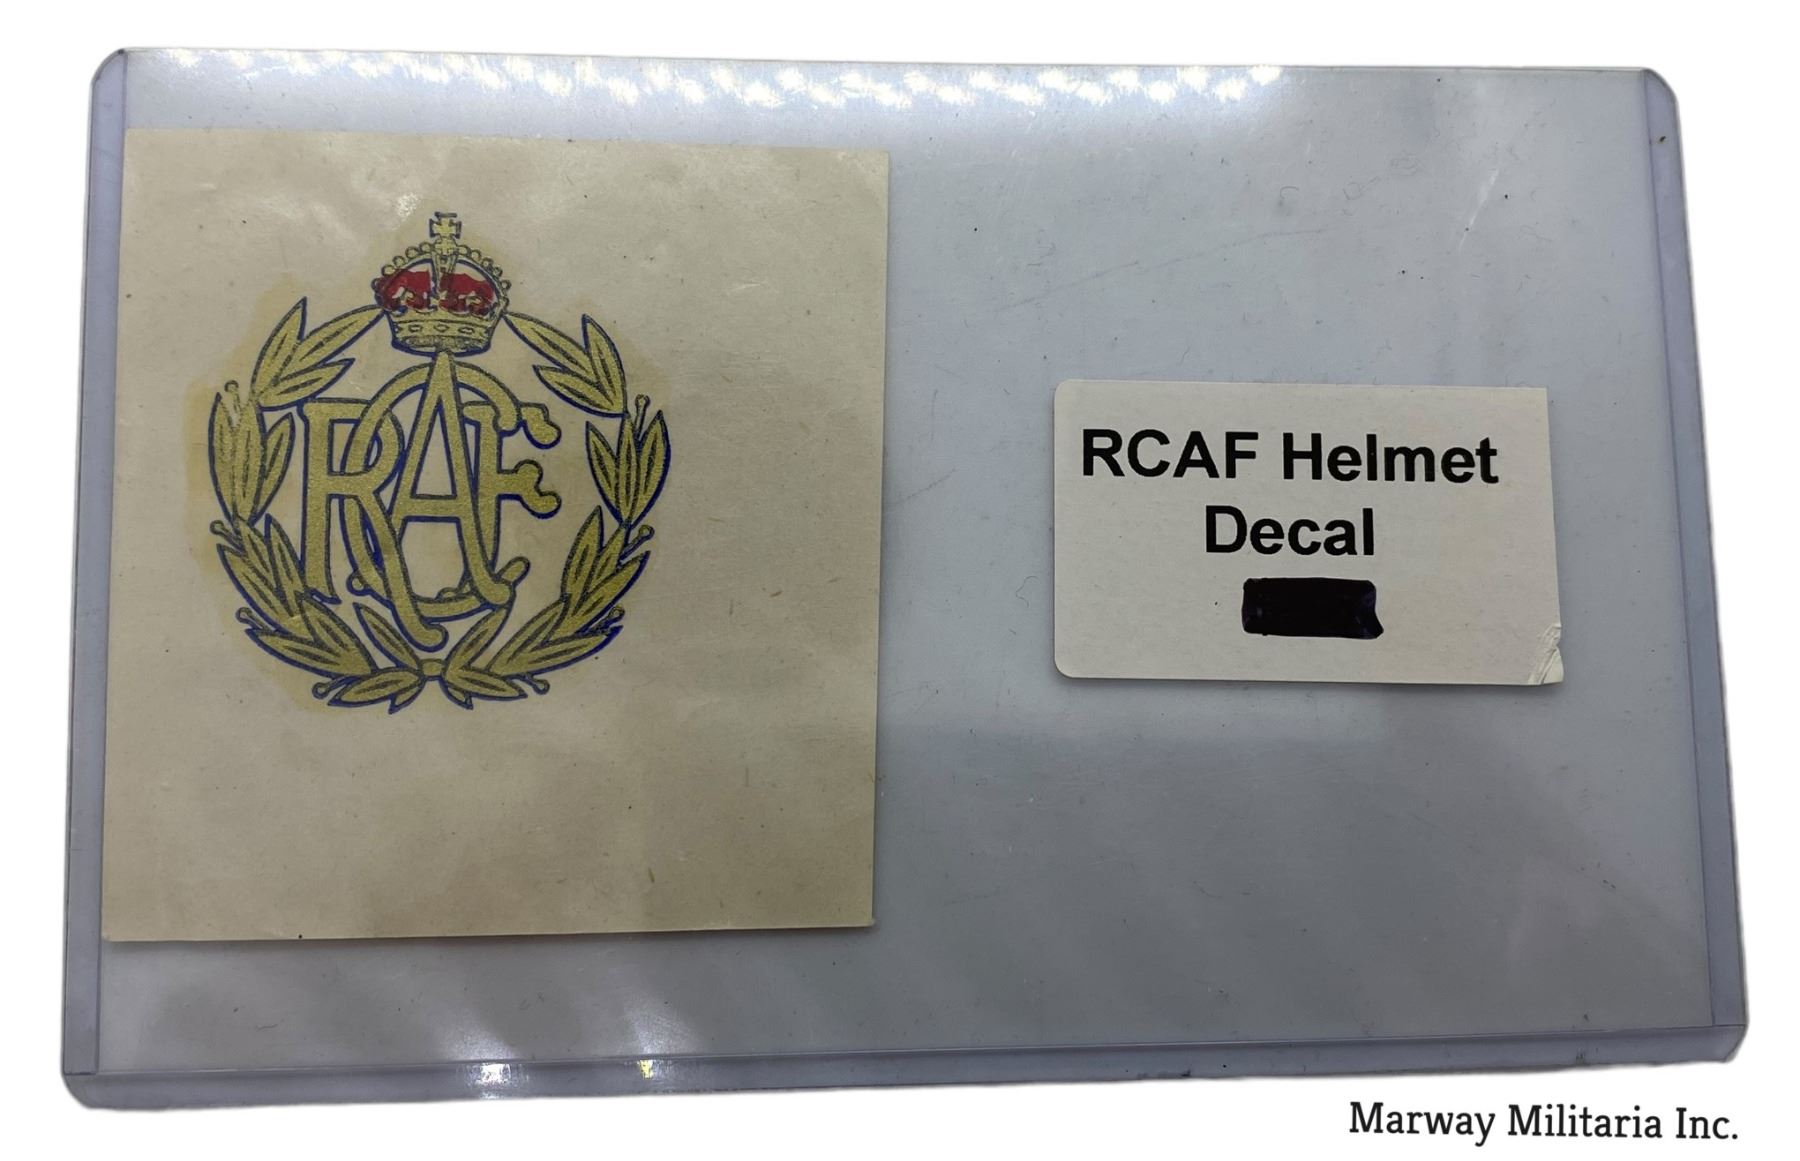 RCAF
RCAF Helmet
Decal
Marway Militaria Inc.